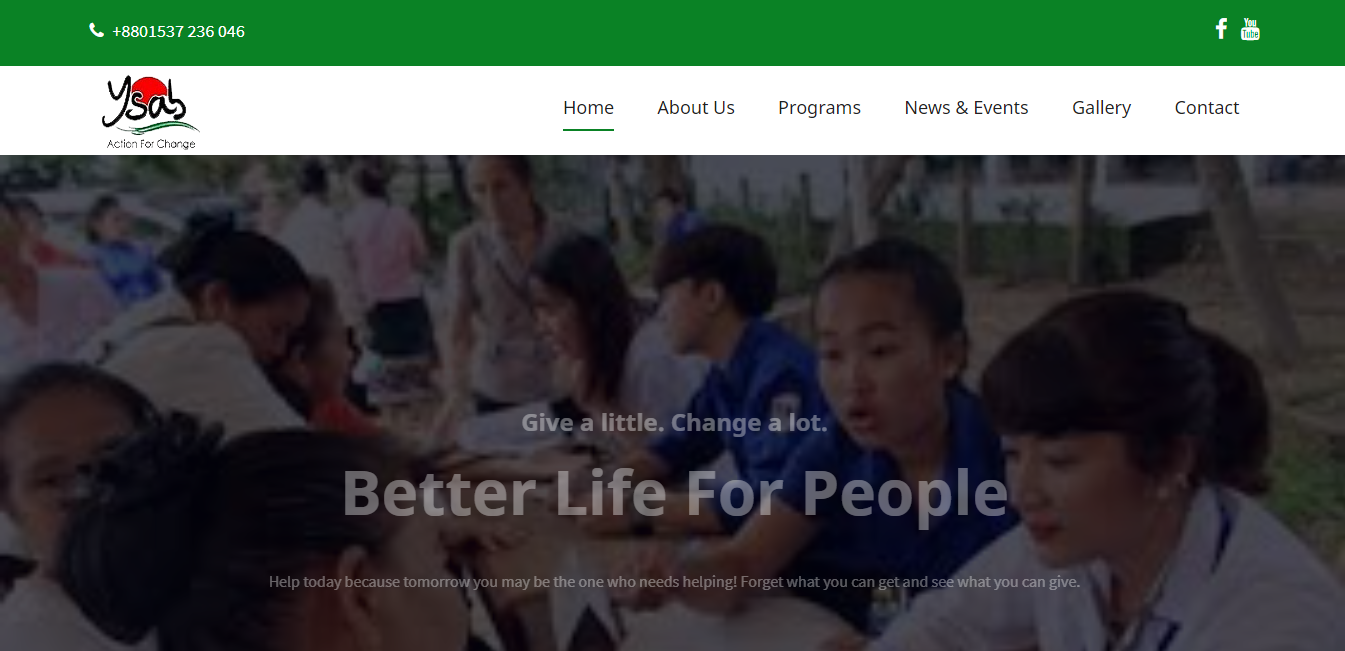 +8801537 236 046
You
Tube
Ysab
Action For Change
Home About Us Programs News & Events Gallery Contact
Give a little. Change a lot.
Better Life For People
Help today because tomorrow you may be the one who needs helping! Forget what you can get and see what you can give.